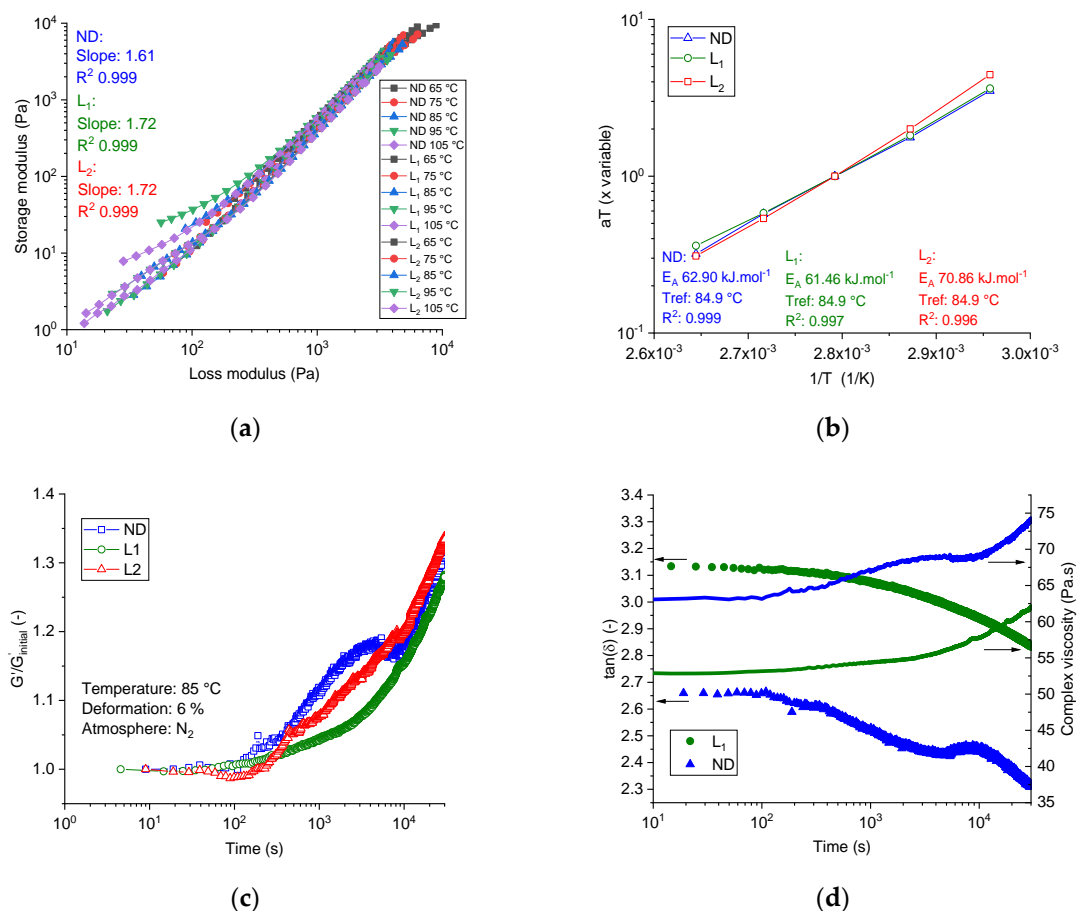 ND:
Slope: 1.61
R² 0.999
L₁:
Slope: 1.72
R² 0.999
L₂:
Slope: 1.72
R² 0.999
ND 65 °C
ND 75 °C
ND 85 °C
ND 95 °C
ND 105 °C
L₁ 65 °C
L₁ 75 °C
L₁ 85 °C
L₁ 95 °C
L₁ 105 °C
L₂ 65 °C
L₂ 75 °C
L₂ 85 °C
L₂ 95 °C
L₂ 105 °C
Storage modulus (Pa)
10⁴
10³
10²
10¹
10⁰
10¹ 10² 10³ 10⁴
Loss modulus (Pa)
(a)
ND
L₁
L₂
aT (x variable)
10¹
10⁰
10⁻¹
ND:
E_A 62.90 kJ.mol⁻¹
Tref: 84.9 °C
R²: 0.999
L₁:
E_A 61.46 kJ.mol⁻¹
Tref: 84.9 °C
R²: 0.997
L₂:
E_A 70.86 kJ.mol⁻¹
Tref: 84.9 °C
R²: 0.996
2.6x10⁻³ 2.7x10⁻³ 2.8x10⁻³ 2.9x10⁻³ 3.0x10⁻³
1/T (1/K)
(b)
ND
L1
L2
G'/G'initial (-)
1.4
1.3
1.2
1.1
1.0
Temperature: 85 °C
Deformation: 6 %
Atmosphere: N₂
10⁰ 10¹ 10² 10³ 10⁴
Time (s)
(c)
tan(δ) (-)
3.4
3.3
3.2
3.1
3.0
2.9
2.8
2.7
2.6
2.5
2.4
2.3
L₁
ND
75
70
65
60
55
50
45
40
35
Complex viscosity (Pa.s)
10¹ 10² 10³ 10⁴
Time (s)
(d)